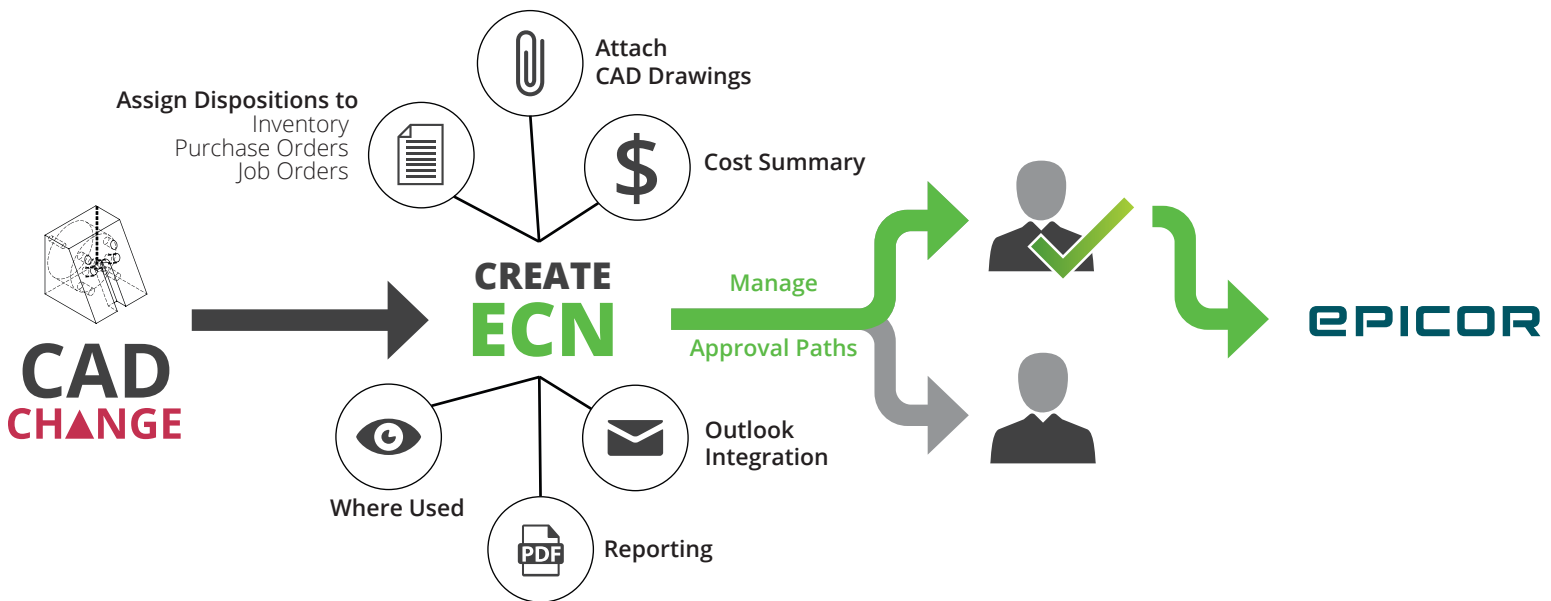 Attach
CAD Drawings
Assign Dispositions to
Inventory
Purchase Orders
Job Orders
$
Cost Summary
CAD
CHANGE
CREATE
ECN
Manage
Approval Paths
EPICOR
Where Used
Outlook
Integration
PDF
Reporting